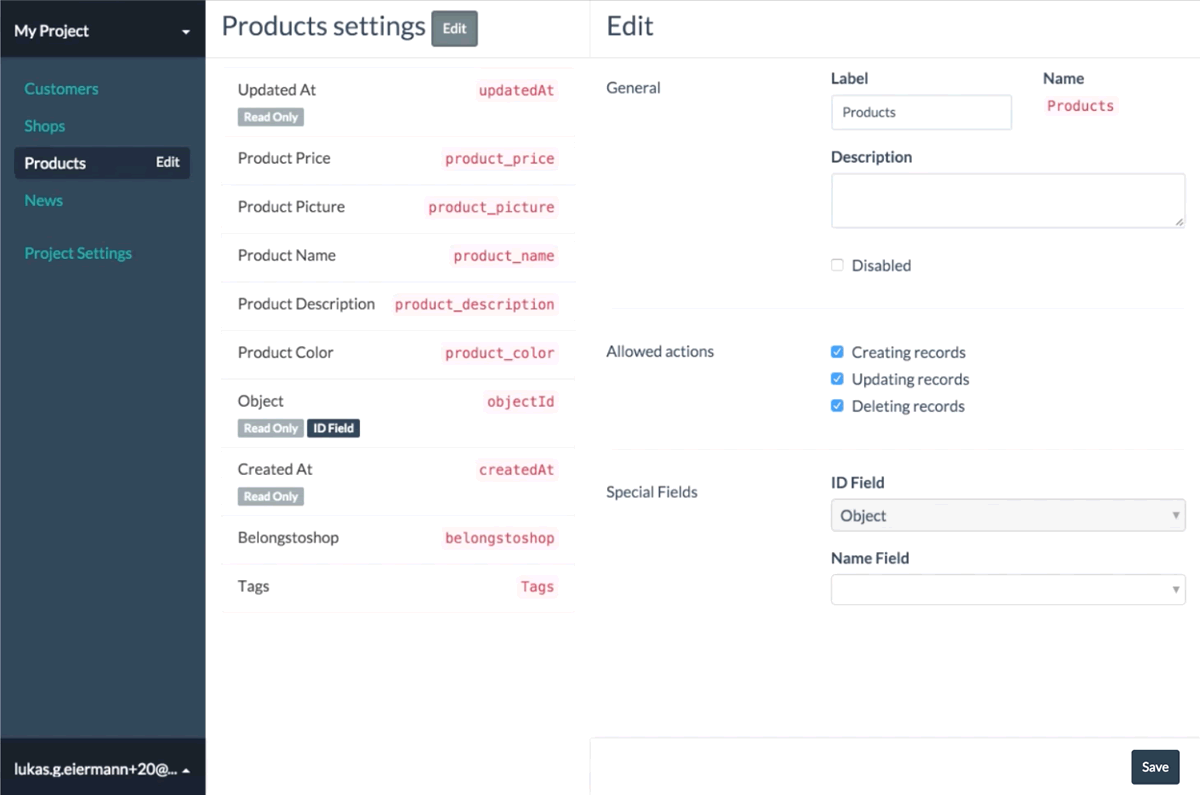 My Project
Customers
Shops
Products Edit
News
Project Settings
lukas.g.eiermann+20@...
Products settings Edit
Updated At updatedAt
Read Only
Product Price product_price
Product Picture product_picture
Product Name product_name
Product Description product_description
Product Color product_color
Object objectId
Read Only ID Field
Created At createdAt
Read Only
Belongstoshop belongstoshop
Tags Tags
Edit
General
Label Name
Products Products
Description
Disabled
Allowed actions
Creating records
Updating records
Deleting records
Special Fields
ID Field
Object
Name Field
Save